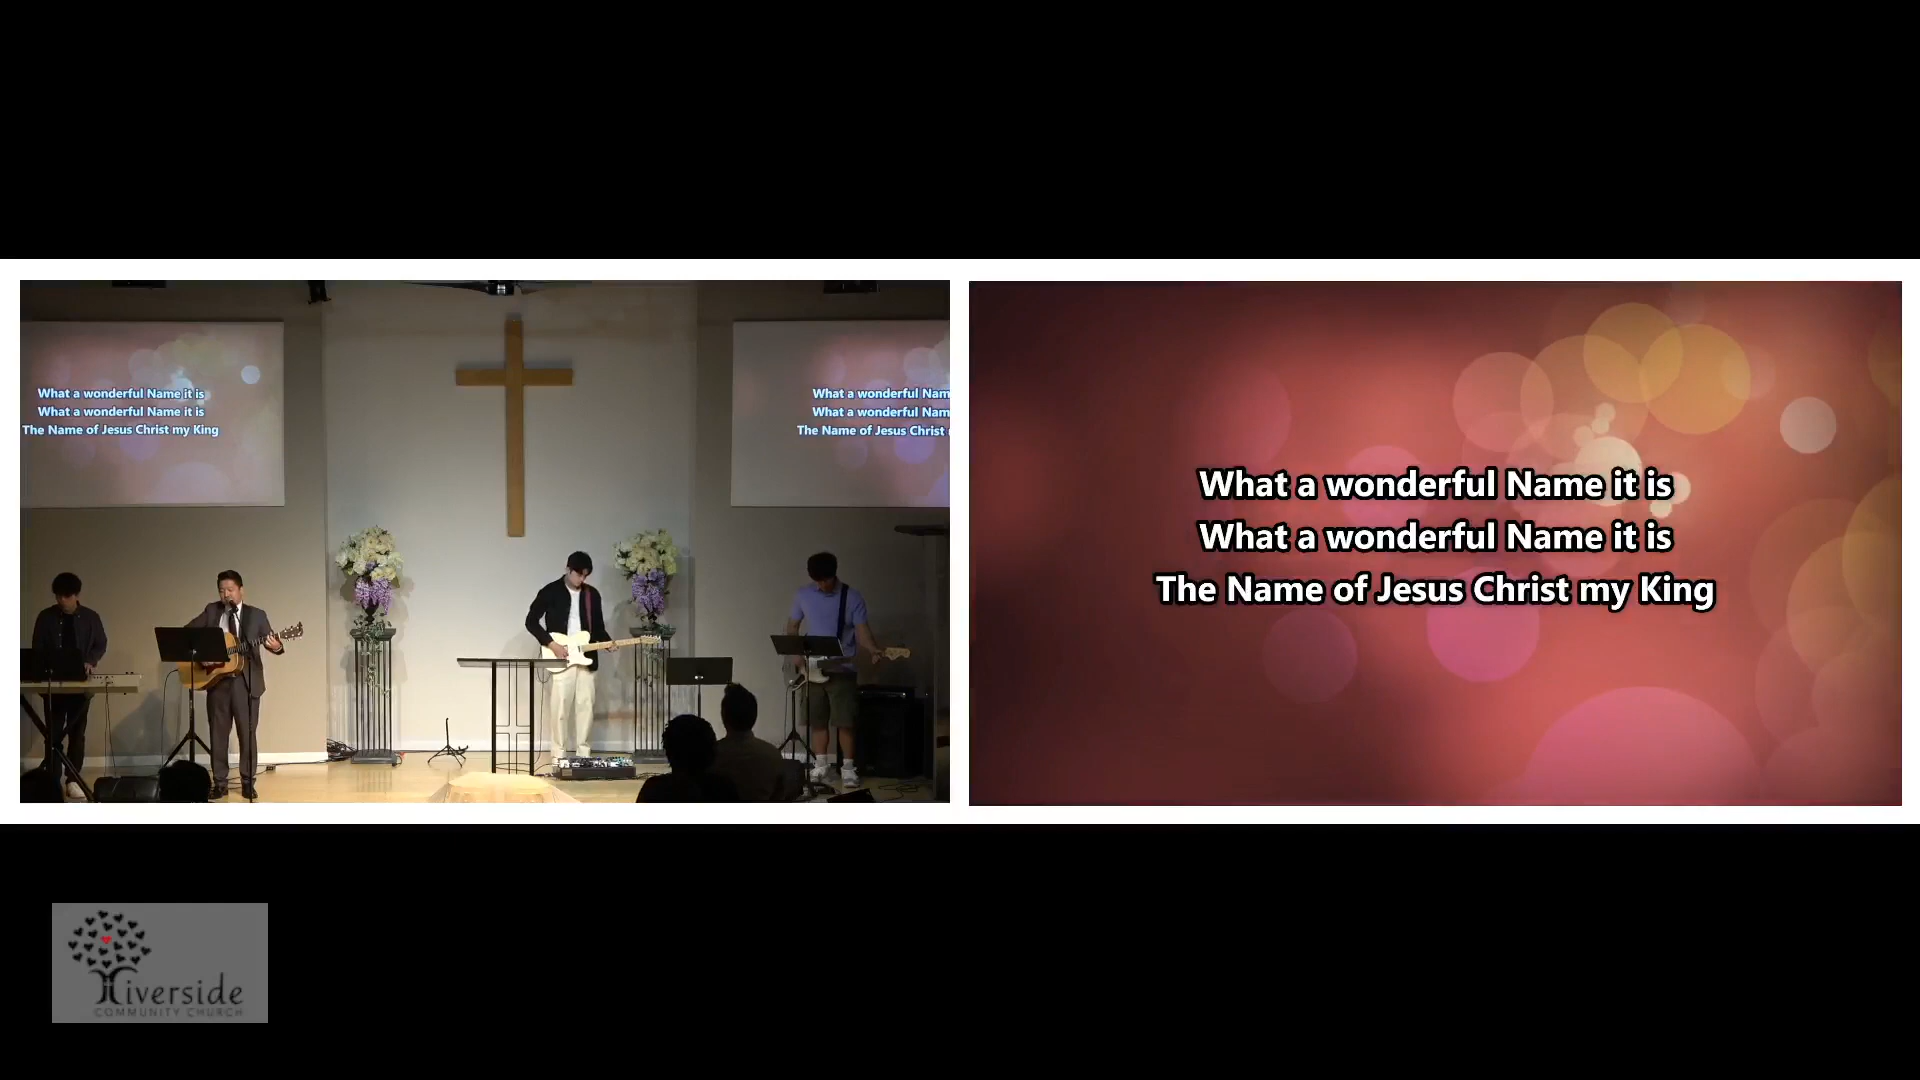 What a wonderful Name it is
What a wonderful Name it is
The Name of Jesus Christ my King
What a wonderful Nam
What a wonderful Nam
The Name of Jesus Christ
What a wonderful Name it is
What a wonderful Name it is
The Name of Jesus Christ my King
Riverside
COMMUNITY CHURCH